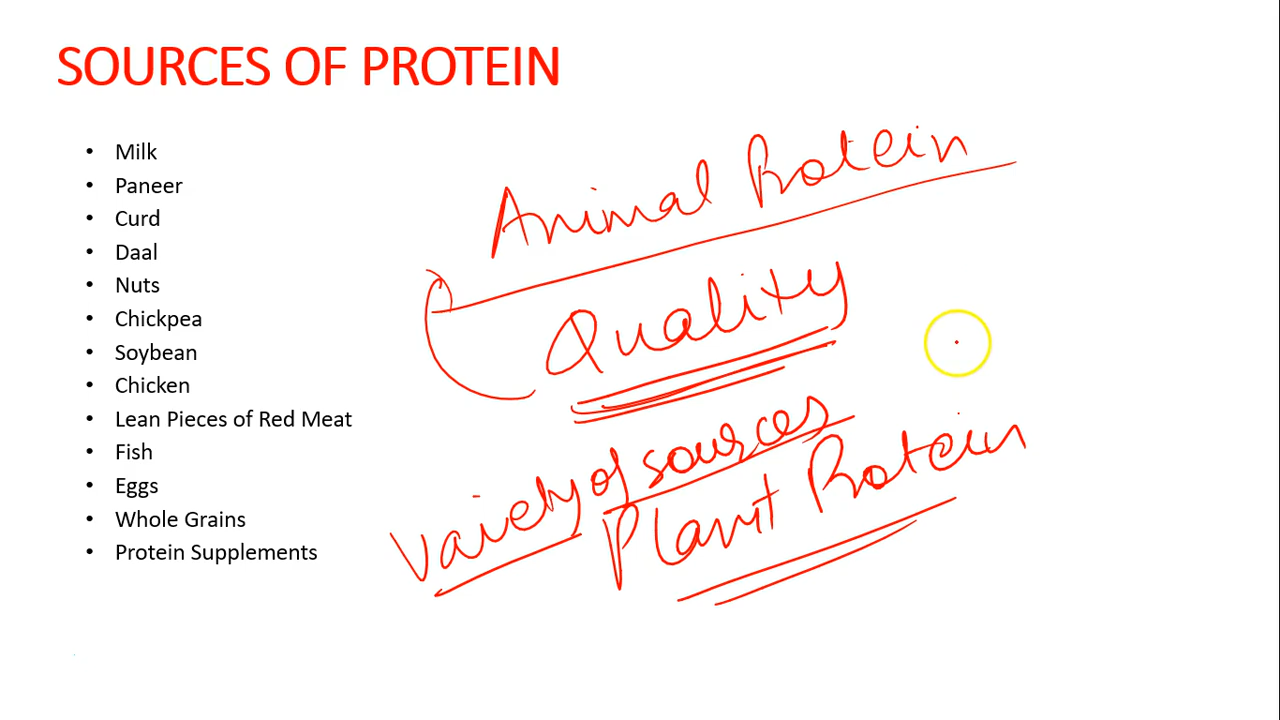 SOURCES OF PROTEIN
• Milk
• Paneer
• Curd
• Daal
• Nuts
• Chickpea
• Soybean
• Chicken
• Lean Pieces of Red Meat
• Fish
• Eggs
• Whole Grains
• Protein Supplements
Animal Protein
Quality
Variety of sources
Plant Protein